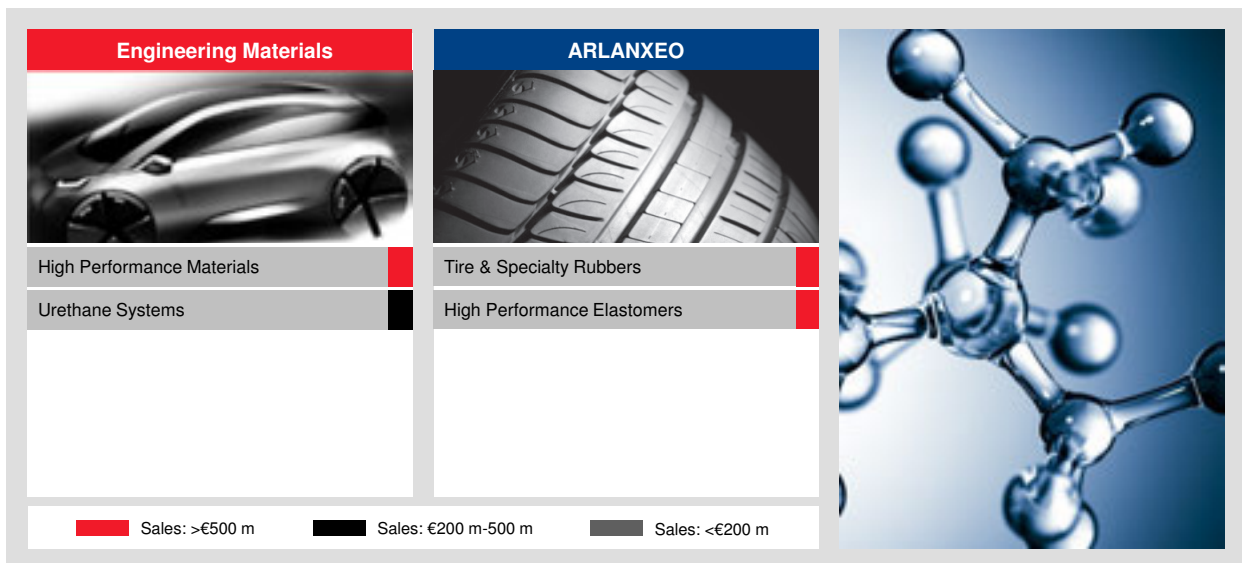 Engineering Materials
High Performance Materials
Urethane Systems
ARLANXEO
Tire & Specialty Rubbers
High Performance Elastomers
Sales: >€500 m
Sales: €200 m-500 m
Sales: <€200 m